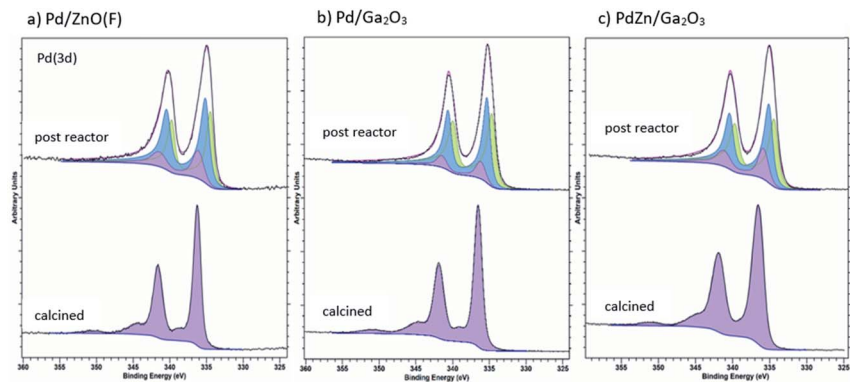 a) Pd/ZnO(F)
Pd(3d)
post reactor
calcined
Arbitrary Units
360 355 350 345 340 335 330 325
Binding Energy (eV)
b) Pd/Ga₂O₃
post reactor
calcined
Arbitrary Units
360 355 350 345 340 335 330 325
Binding Energy (eV)
c) PdZn/Ga₂O₃
post reactor
calcined
Arbitrary Units
360 355 350 345 340 335 330 325
Binding Energy (eV)